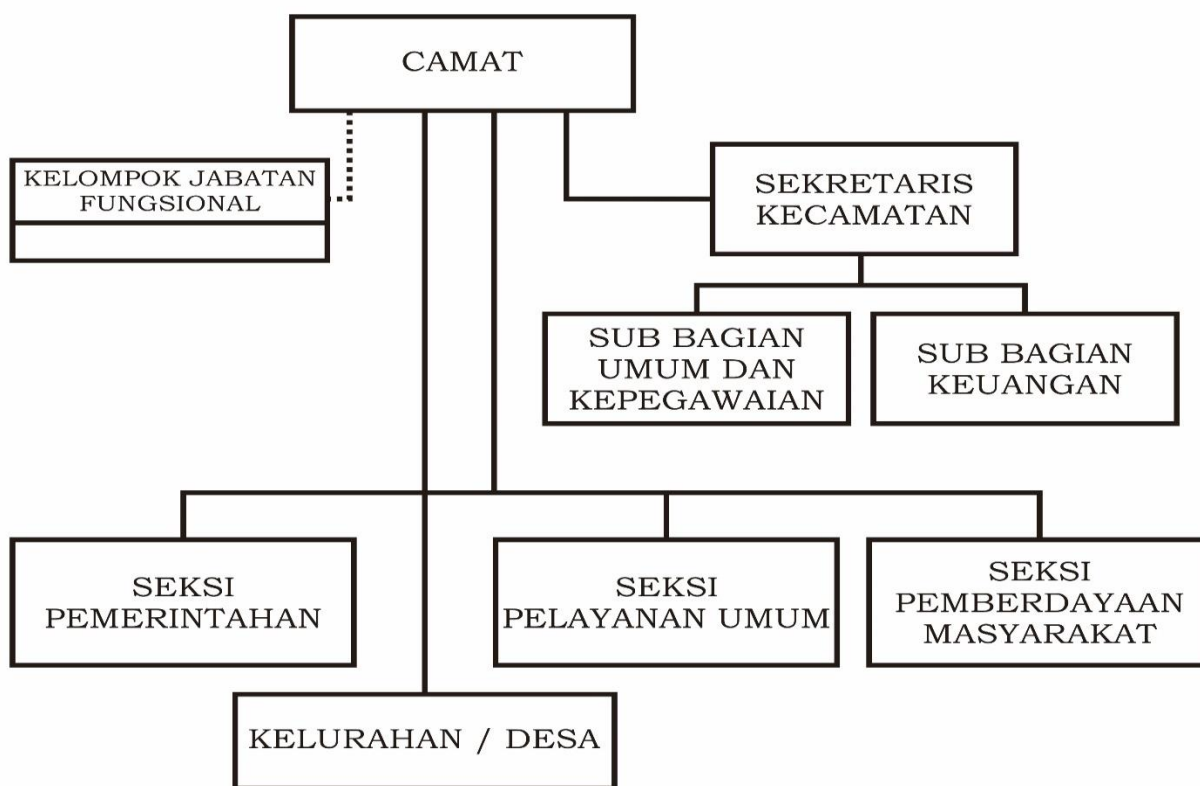 CAMAT
KELOMPOK JABATAN
FUNGSIONAL
SEKRETARIS
KECAMATAN
SUB BAGIAN
UMUM DAN
KEPEGAWAIAN
SUB BAGIAN
KEUANGAN
SEKSI
PEMERINTAHAN
SEKSI
PELAYANAN UMUM
SEKSI
PEMBERDAYAAN
MASYARAKAT
KELURAHAN / DESA